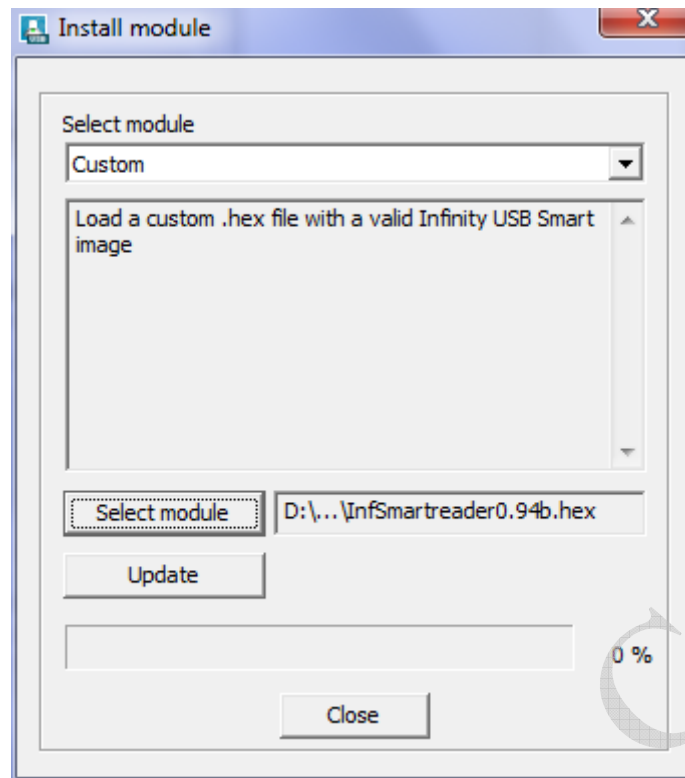 Install module
Select module
Custom
Load a custom .hex file with a valid Infinity USB Smart
image
Select module
D:\...\InfSmartreader0.94b.hex
Update
0 %
Close